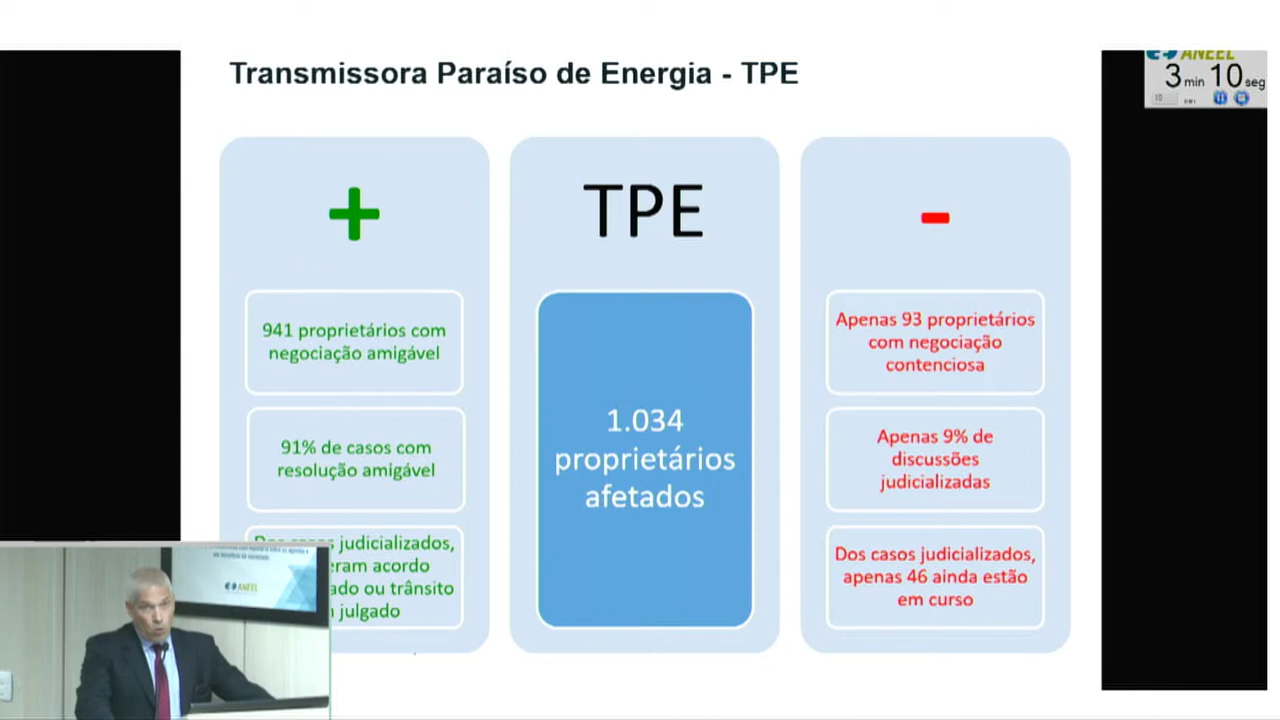 Transmissora Paraíso de Energia - TPE
ANEEL
3 min 10 seg
10
+
941 proprietários com
negociação amigável
91% de casos com
resolução amigável
judicializados,
acordo
ou trânsito
julgado
TPE
1.034
proprietários
afetados
-
Apenas 93 proprietários
com negociação
contenciosa
Apenas 9% de
discussões
judicializadas
Dos casos judicializados,
apenas 46 ainda estão
em curso
ANEEL